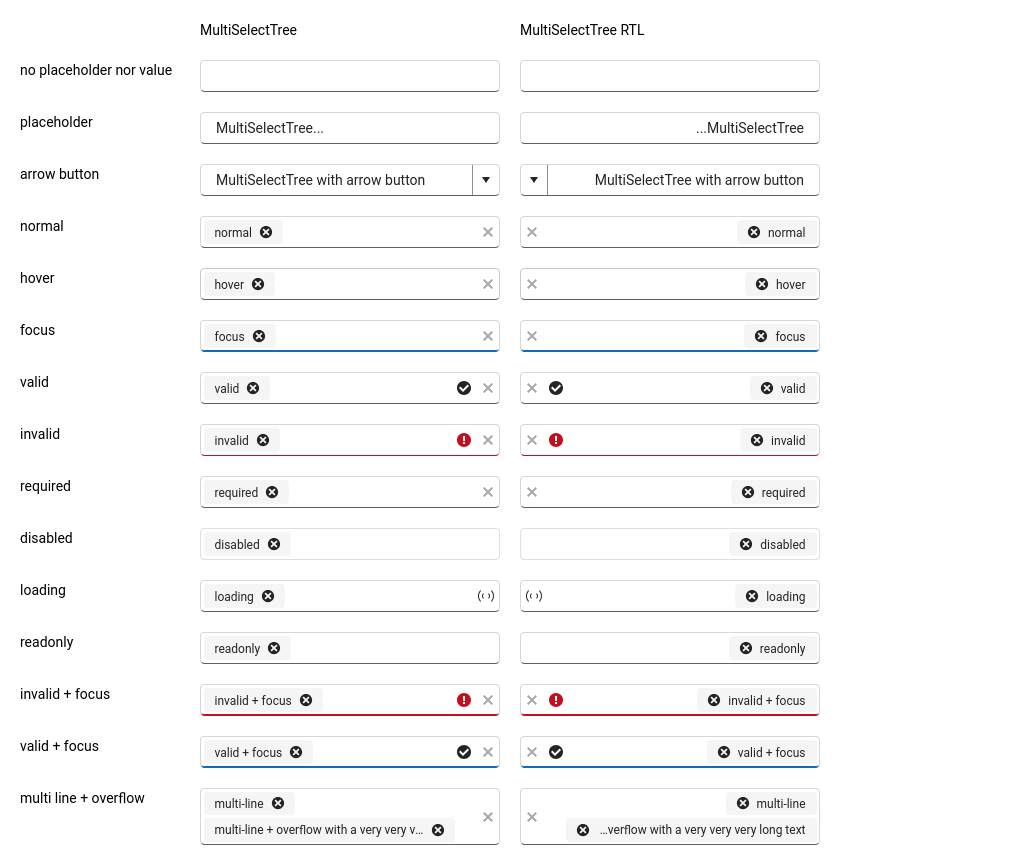 MultiSelectTree MultiSelectTree RTL
no placeholder nor value
placeholder MultiSelectTree... ...MultiSelectTree
arrow button MultiSelectTree with arrow button MultiSelectTree with arrow button
normal normal normal
hover hover hover
focus focus focus
valid valid valid
invalid invalid invalid
required required required
disabled disabled disabled
loading loading loading
readonly readonly readonly
invalid + focus invalid + focus invalid + focus
valid + focus valid + focus valid + focus
multi line + overflow multi-line multi-line
multi-line + overflow with a very very v... ...verflow with a very very very long text